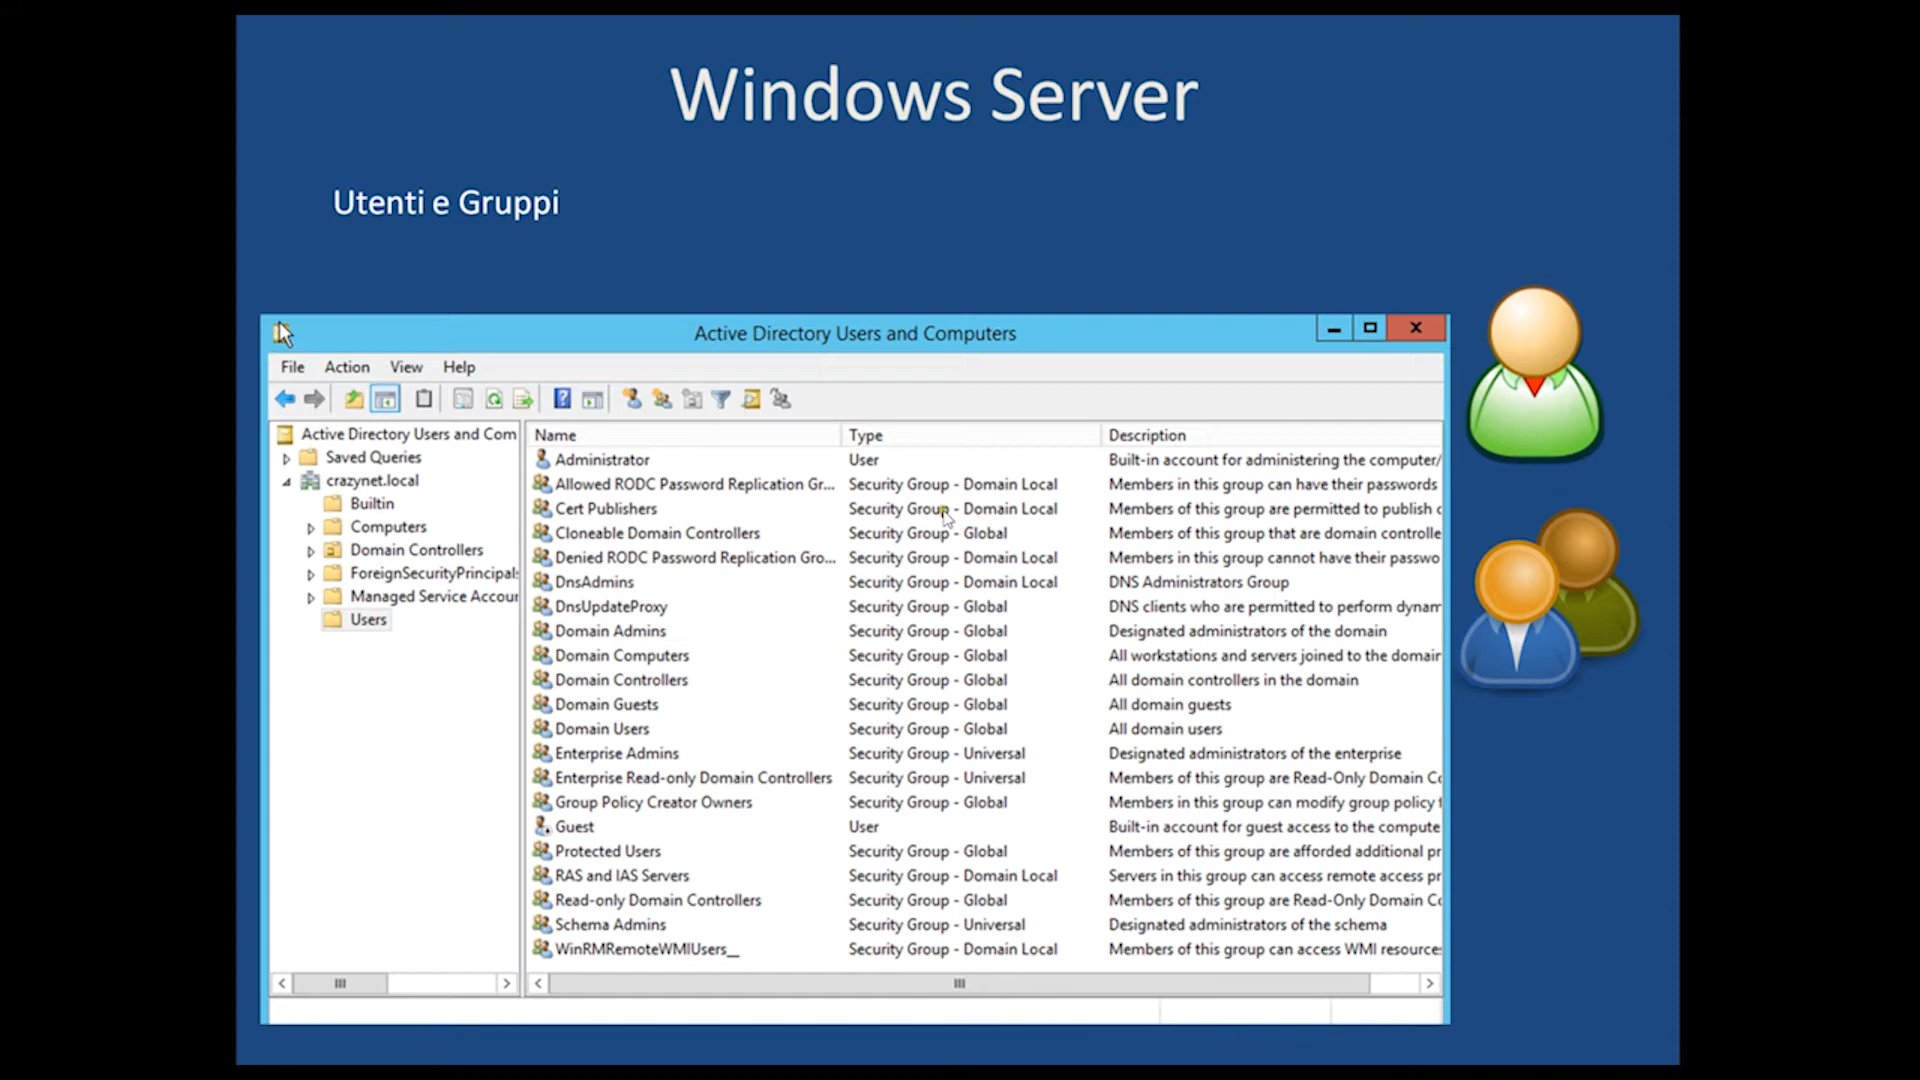 Windows Server
Utenti e Gruppi
Active Directory Users and Computers
File Action View Help
Active Directory Users and Com
Saved Queries
crazynet.local
Builtin
Computers
Domain Controllers
ForeignSecurityPrincipals
Managed Service Accour
Users
Name Type Description
Administrator User Built-in account for administering the computer/
Allowed RODC Password Replication Gr... Security Group - Domain Local Members in this group can have their passwords
Cert Publishers Security Group - Domain Local Members of this group are permitted to publish c
Cloneable Domain Controllers Security Group - Global Members of this group that are domain controlle
Denied RODC Password Replication Gro... Security Group - Domain Local Members in this group cannot have their passwo
DnsAdmins Security Group - Domain Local DNS Administrators Group
DnsUpdateProxy Security Group - Global DNS clients who are permitted to perform dynam
Domain Admins Security Group - Global Designated administrators of the domain
Domain Computers Security Group - Global All workstations and servers joined to the domain
Domain Controllers Security Group - Global All domain controllers in the domain
Domain Guests Security Group - Global All domain guests
Domain Users Security Group - Global All domain users
Enterprise Admins Security Group - Universal Designated administrators of the enterprise
Enterprise Read-only Domain Controllers Security Group - Universal Members of this group are Read-Only Domain Co
Group Policy Creator Owners Security Group - Global Members in this group can modify group policy f
Guest User Built-in account for guest access to the compute
Protected Users Security Group - Global Members of this group are afforded additional pr
RAS and IAS Servers Security Group - Domain Local Servers in this group can access remote access pr
Read-only Domain Controllers Security Group - Global Members of this group are Read-Only Domain Co
Schema Admins Security Group - Universal Designated administrators of the schema
WinRMRemoteWMIUsers__ Security Group - Domain Local Members of this group can access WMI resources